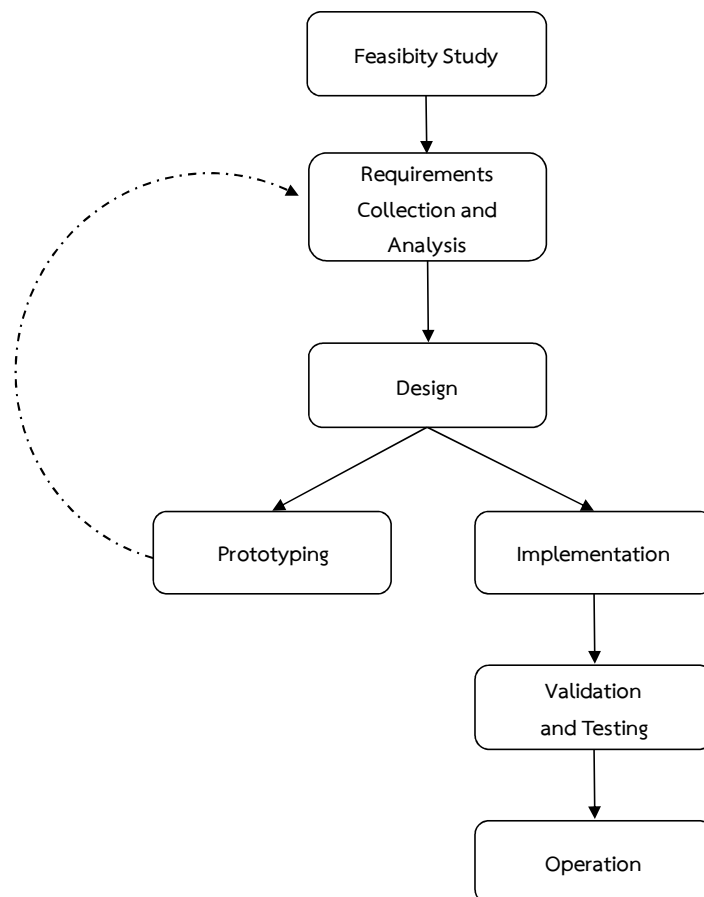 Feasibity Study
Requirements
Collection and
Analysis
Design
Prototyping
Implementation
Validation
and Testing
Operation